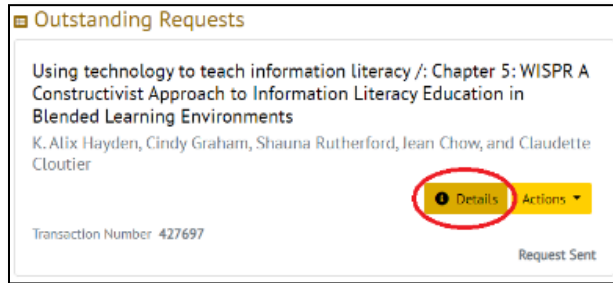 Outstanding Requests
Using technology to teach information literacy /: Chapter 5: WISPR A
Constructivist Approach to Information Literacy Education in
Blended Learning Environments
K. Alix Hayden, Cindy Graham, Shauna Rutherford, Jean Chow, and Claudette
Cloutier
Details Actions
Transaction Number 427697
Request Sent